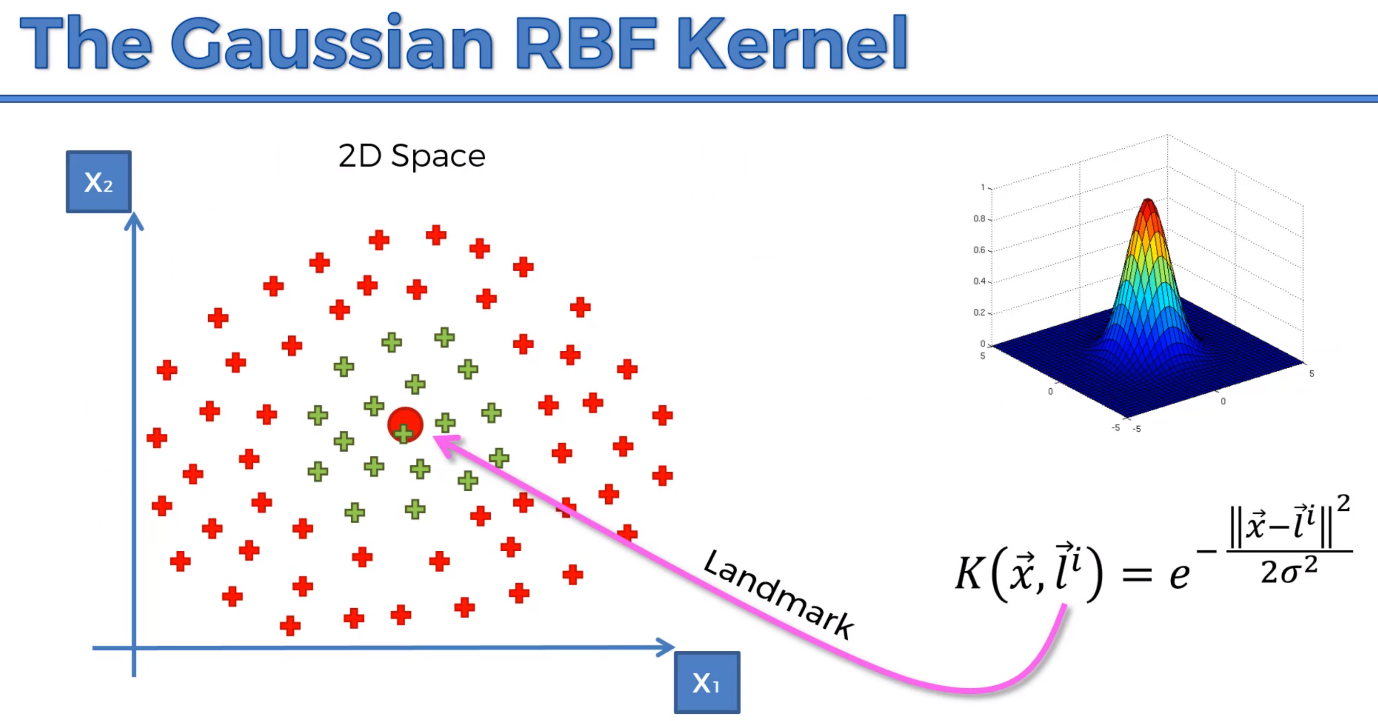 The Gaussian RBF Kernel
2D Space
X₂
1
0.8
0.6
0.4
0.2
0
5
0
-5
-5
0
5
Landmark
K(x⃗, l⃗ⁱ) = e^(−‖x⃗−l⃗ⁱ‖²/2σ²)
X₁